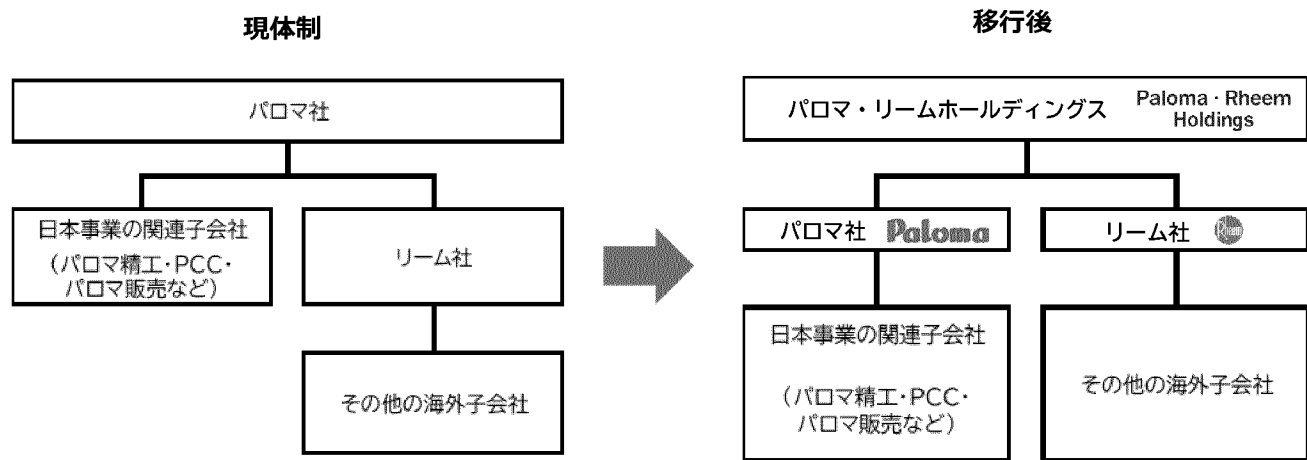 現体制
パロマ社
日本事業の関連子会社
（パロマ精工・PCC・
パロマ販売など）
リーム社
その他の海外子会社
移行後
パロマ・リームホールディングス
Paloma・Rheem
Holdings
パロマ社 Paloma
リーム社 Rheem
日本事業の関連子会社
（パロマ精工・PCC・
パロマ販売など）
その他の海外子会社